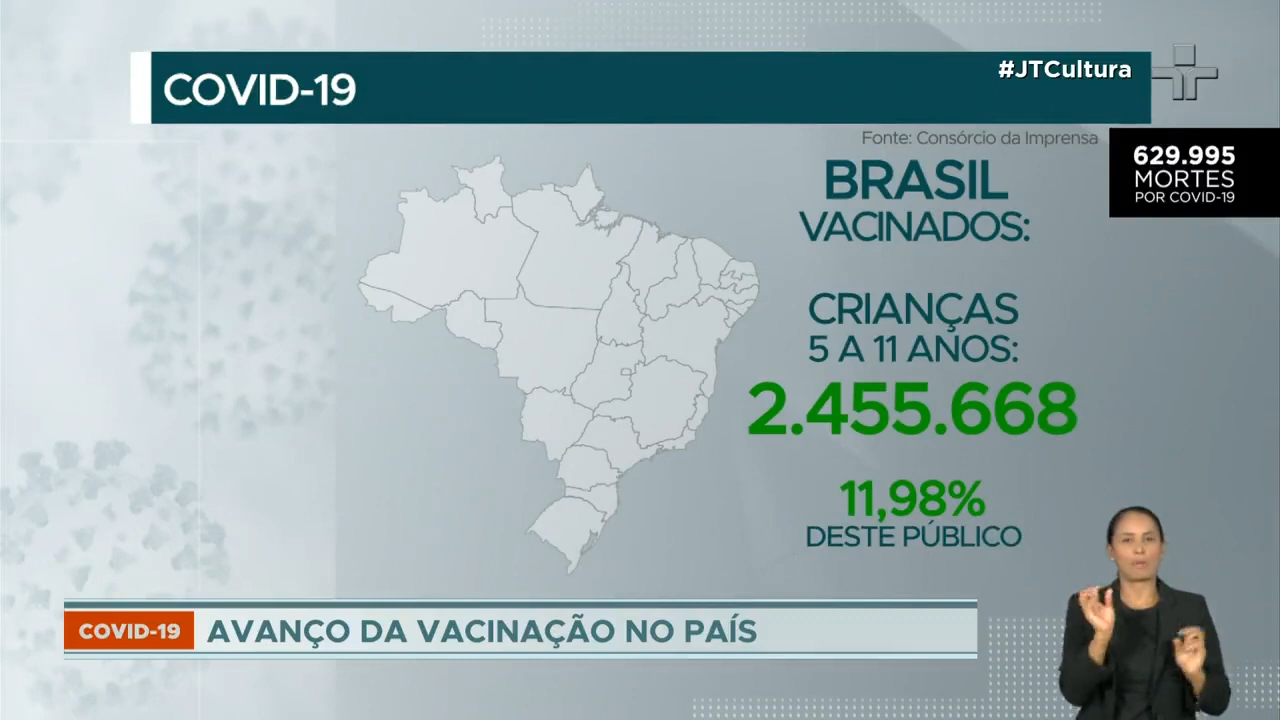 COVID-19
#JTCultura
Fonte: Consórcio da Imprensa
629.995
MORTES
POR COVID-19
BRASIL
VACINADOS:
CRIANÇAS
5 A 11 ANOS:
2.455.668
11,98%
DESTE PÚBLICO
COVID-19
AVANÇO DA VACINAÇÃO NO PAÍS